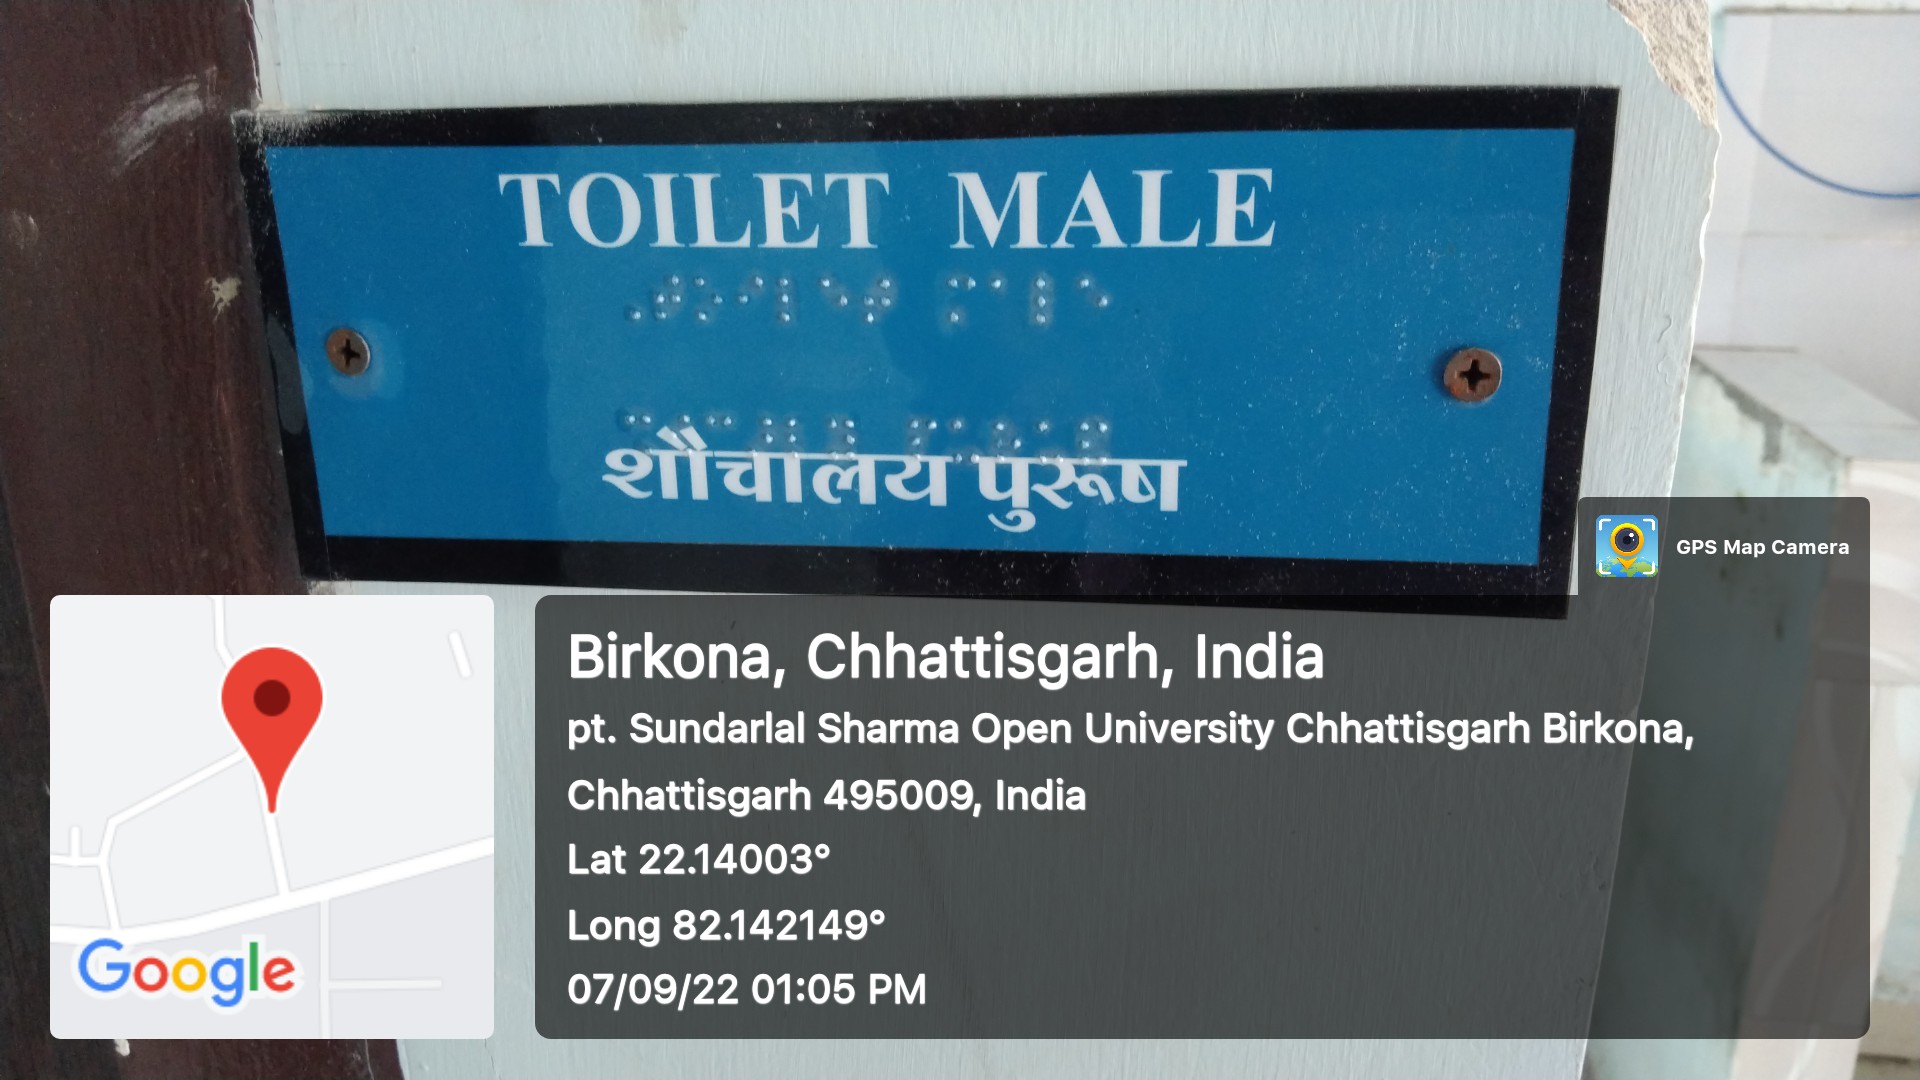 TOILET MALE
⠠⠞⠕⠊⠇⠑⠞ ⠍⠁⠇⠑
शौचालय पुरूष
GPS Map Camera
Birkona, Chhattisgarh, India
pt. Sundarlal Sharma Open University Chhattisgarh Birkona,
Chhattisgarh 495009, India
Lat 22.14003°
Long 82.142149°
07/09/22 01:05 PM
Google